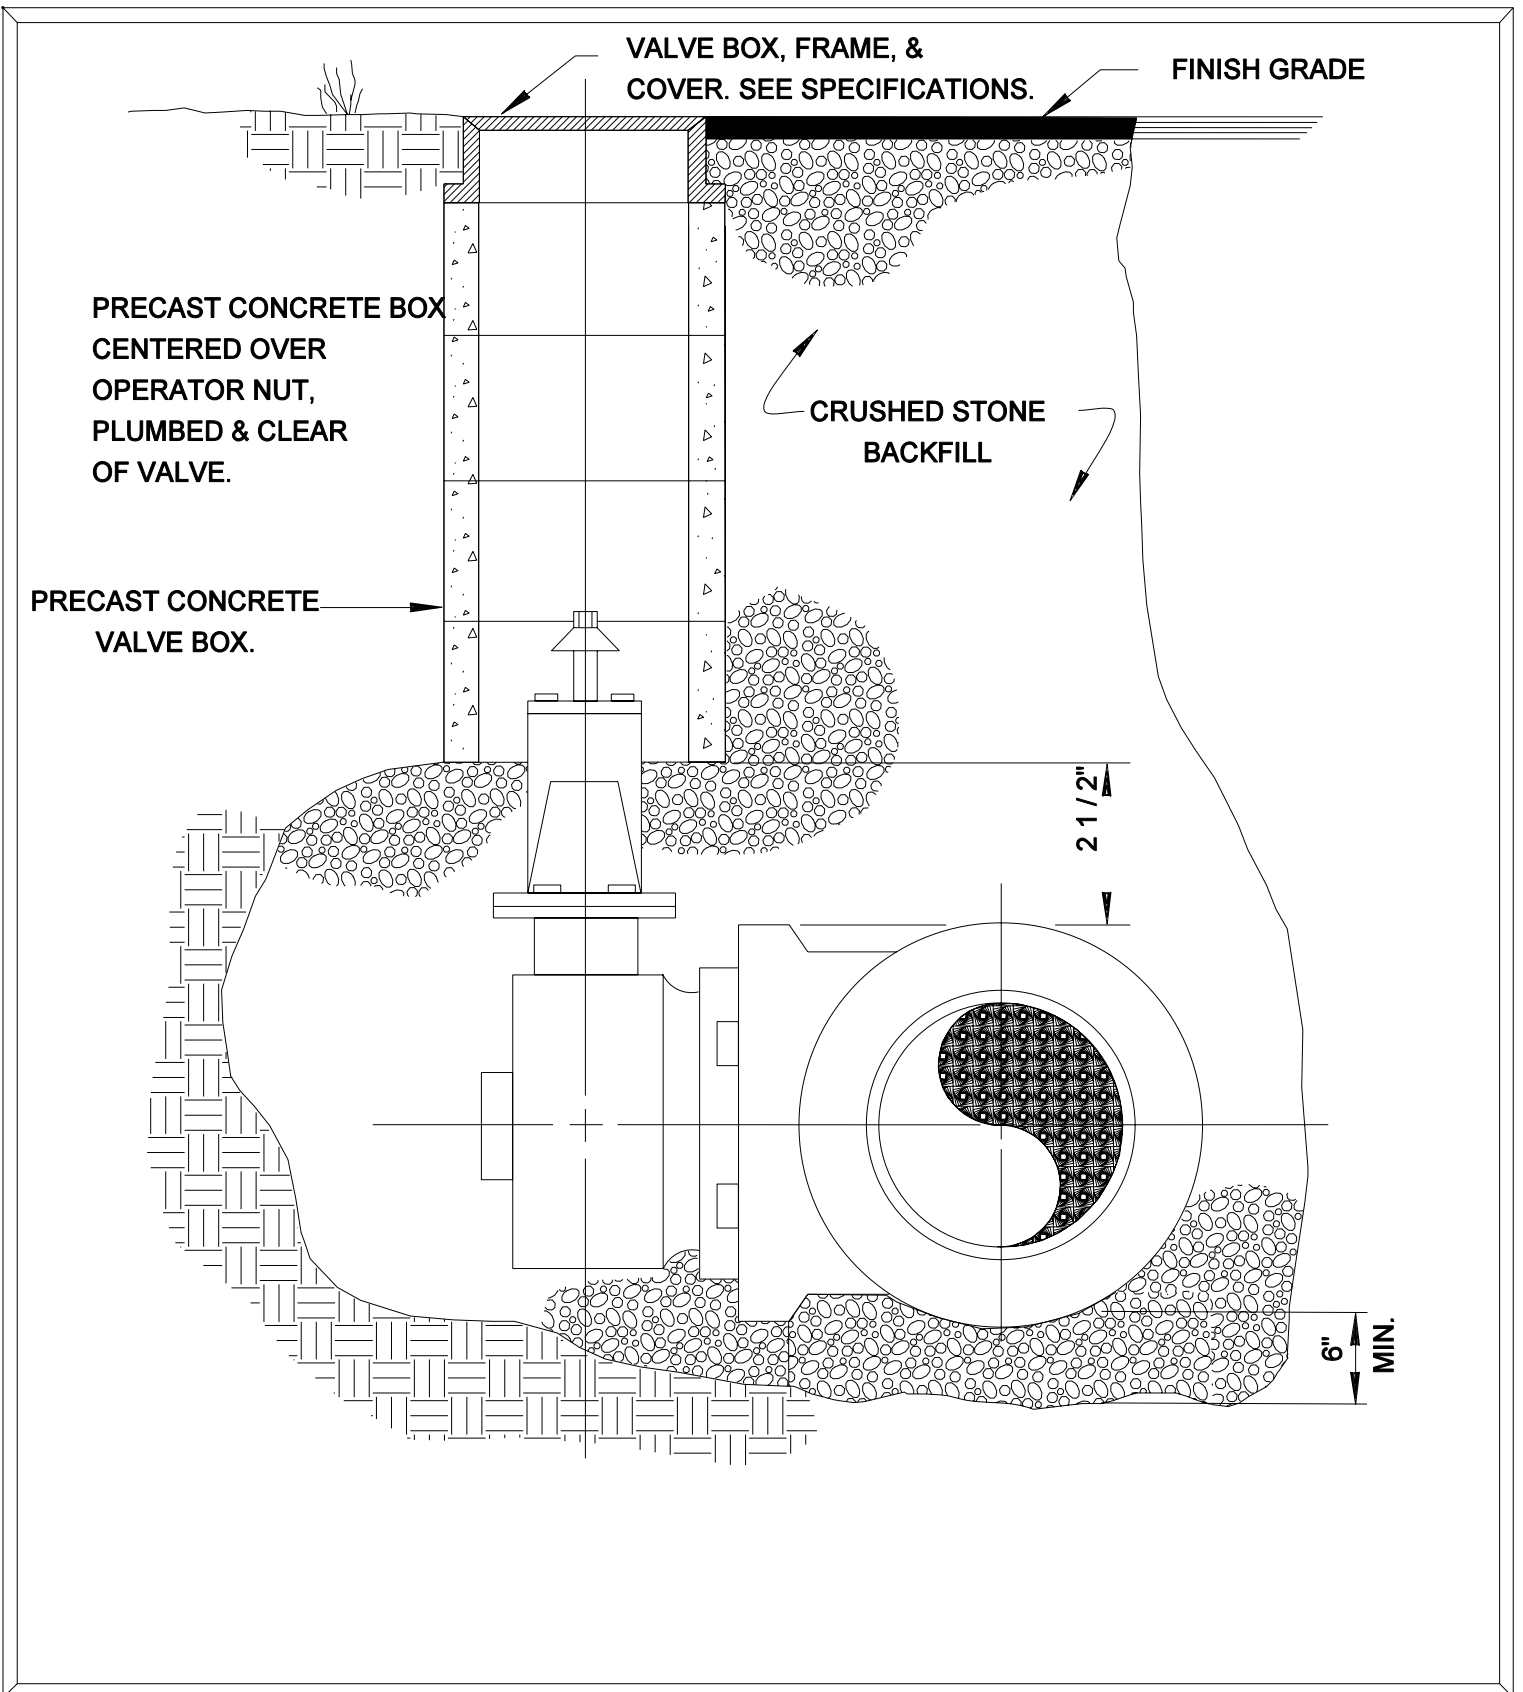 VALVE BOX, FRAME, &
COVER. SEE SPECIFICATIONS.
FINISH GRADE
PRECAST CONCRETE BOX
CENTERED OVER
OPERATOR NUT,
PLUMBED & CLEAR
OF VALVE.
CRUSHED STONE
BACKFILL
PRECAST CONCRETE
VALVE BOX.
2 1 / 2"
6"
MIN.